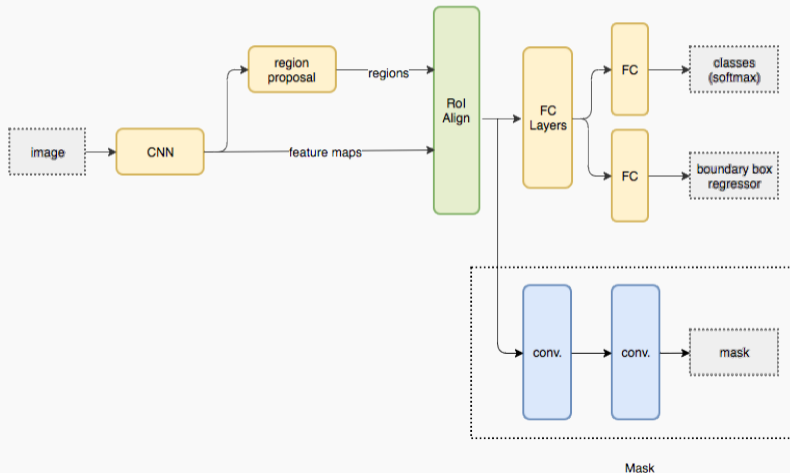 region
proposal
regions
image
CNN
feature maps
RoI
Align
FC
Layers
FC
classes
(softmax)
FC
boundary box
regressor
conv.
conv.
mask
Mask